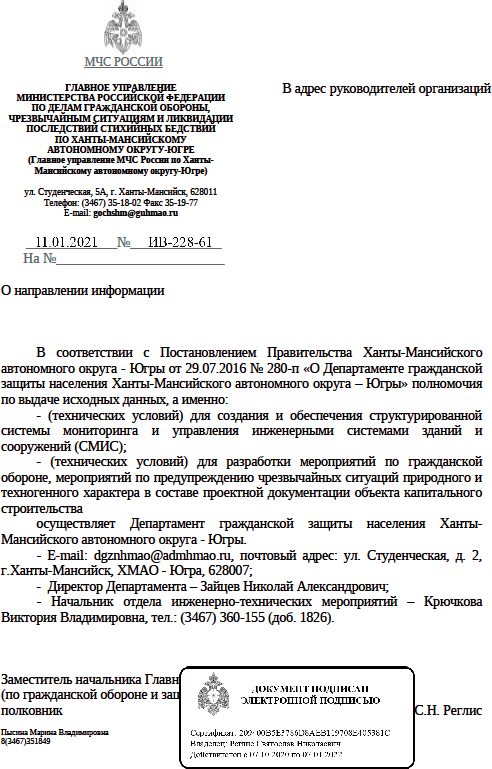 МЧС РОССИИ
ГЛАВНОЕ УПРАВЛЕНИЕ
МИНИСТЕРСТВА РОССИЙСКОЙ ФЕДЕРАЦИИ
ПО ДЕЛАМ ГРАЖДАНСКОЙ ОБОРОНЫ,
ЧРЕЗВЫЧАЙНЫМ СИТУАЦИЯМ И ЛИКВИДАЦИИ
ПОСЛЕДСТВИЙ СТИХИЙНЫХ БЕДСТВИЙ
ПО ХАНТЫ-МАНСИЙСКОМУ
АВТОНОМНОМУ ОКРУГУ-ЮГРЕ
(Главное управление МЧС России по Ханты-
Мансийскому автономному округу-Югре)
ул. Студенческая, 5А, г. Ханты-Мансийск, 628011
Телефон: (3467) 35-18-02 Факс 35-19-77
E-mail: gochshm@guhmao.ru
11.01.2021 № ИВ-228-61
На №
В адрес руководителей организаций
О направлении информации
В соответствии с Постановлением Правительства Ханты-Мансийского
автономного округа - Югры от 29.07.2016 № 280-п «О Департаменте гражданской
защиты населения Ханты-Мансийского автономного округа – Югры» полномочия
по выдаче исходных данных, а именно:
- (технических условий) для создания и обеспечения структурированной
системы мониторинга и управления инженерными системами зданий и
сооружений (СМИС);
- (технических условий) для разработки мероприятий по гражданской
обороне, мероприятий по предупреждению чрезвычайных ситуаций природного и
техногенного характера в составе проектной документации объекта капитального
строительства
осуществляет Департамент гражданской защиты населения Ханты-
Мансийского автономного округа - Югры.
- E-mail: dgznhmao@admhmao.ru, почтовый адрес: ул. Студенческая, д. 2,
г.Ханты-Мансийск, ХМАО - Югра, 628007;
- Директор Департамента – Зайцев Николай Александрович;
- Начальник отдела инженерно-технических мероприятий – Крючкова
Виктория Владимировна, тел.: (3467) 360-155 (доб. 1826).
Заместитель начальника Главн
(по гражданской обороне и защ
полковник С.Н. Реглис
ДОКУМЕНТ ПОДПИСАН
ЭЛЕКТРОННОЙ ПОДПИСЬЮ
Сертификат:
Владелец: Реглис Святослав Николаевич
Действителен с 07.10.2020 по 07.01.2022
Пысина Марина Владимировна
8(3467)351849